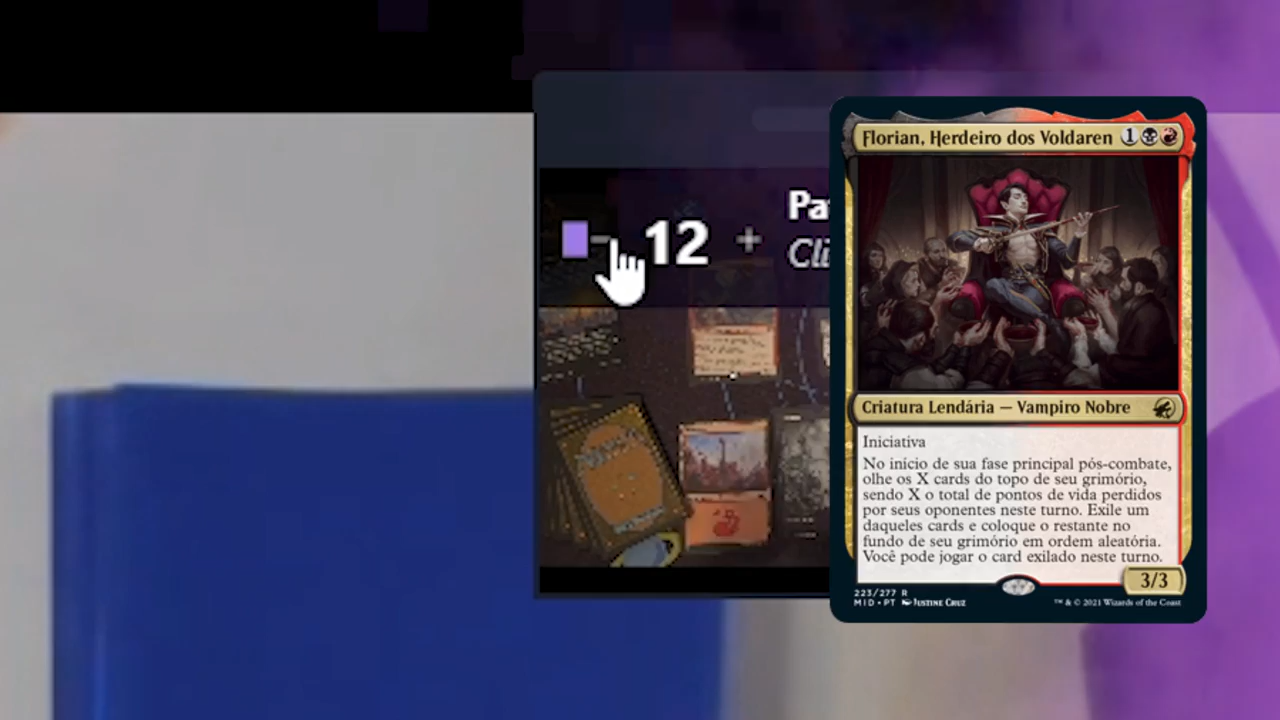 12 +
Florian, Herdeiro dos Voldaren 1
Criatura Lendária — Vampiro Nobre
Iniciativa
No início de sua fase principal pós-combate,
olhe os X cards do topo de seu grimório,
sendo X o total de pontos de vida perdidos
por seus oponentes neste turno. Exile um
daqueles cards e coloque o restante no
fundo de seu grimório em ordem aleatória.
Você pode jogar o card exilado neste turno.
3/3
223/277 R
MID • PT Justine Cruz
™ & © 2021 Wizards of the Coast